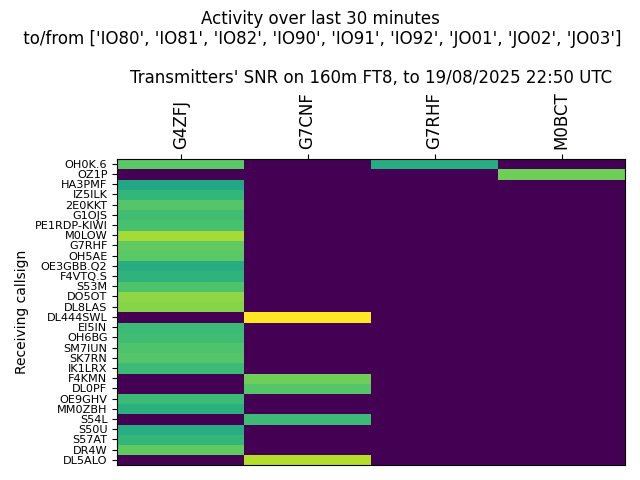 Activity over last 30 minutes
to/from ['IO80', 'IO81', 'IO82', 'IO90', 'IO91', 'IO92', 'JO01', 'JO02', 'JO03']
Transmitters' SNR on 160m FT8, to 19/08/2025 22:50 UTC
G4ZFJ
G7CNF
G7RHF
M0BCT
Receiving callsign
OH0K.6
OZ1P
HA3PMF
IZ5ILK
2E0KKT
G1OJS
PE1RDP-KIWI
M0LOW
G7RHF
OH5AE
OE3GBB.Q2
F4VTQ.S
S53M
DO5OT
DL8LAS
DL444SWL
EI5IN
OH6BG
SM7IUN
SK7RN
IK1LRX
F4KMN
DL0PF
OE9GHV
MM0ZBH
S54L
S50U
S57AT
DR4W
DL5ALO